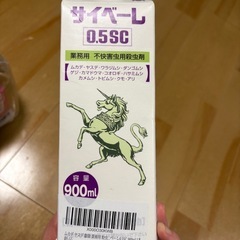 サイベーレ
0.5SC
業務用 不快害虫用殺虫剤
ムカデ・ヤスデ・ワラジムシ・ダンゴムシ
ゲジ・カマドウマ・コオロギ・ハサミムシ
カメムシ・トビムシ・クモ・アリ
容量
900mL